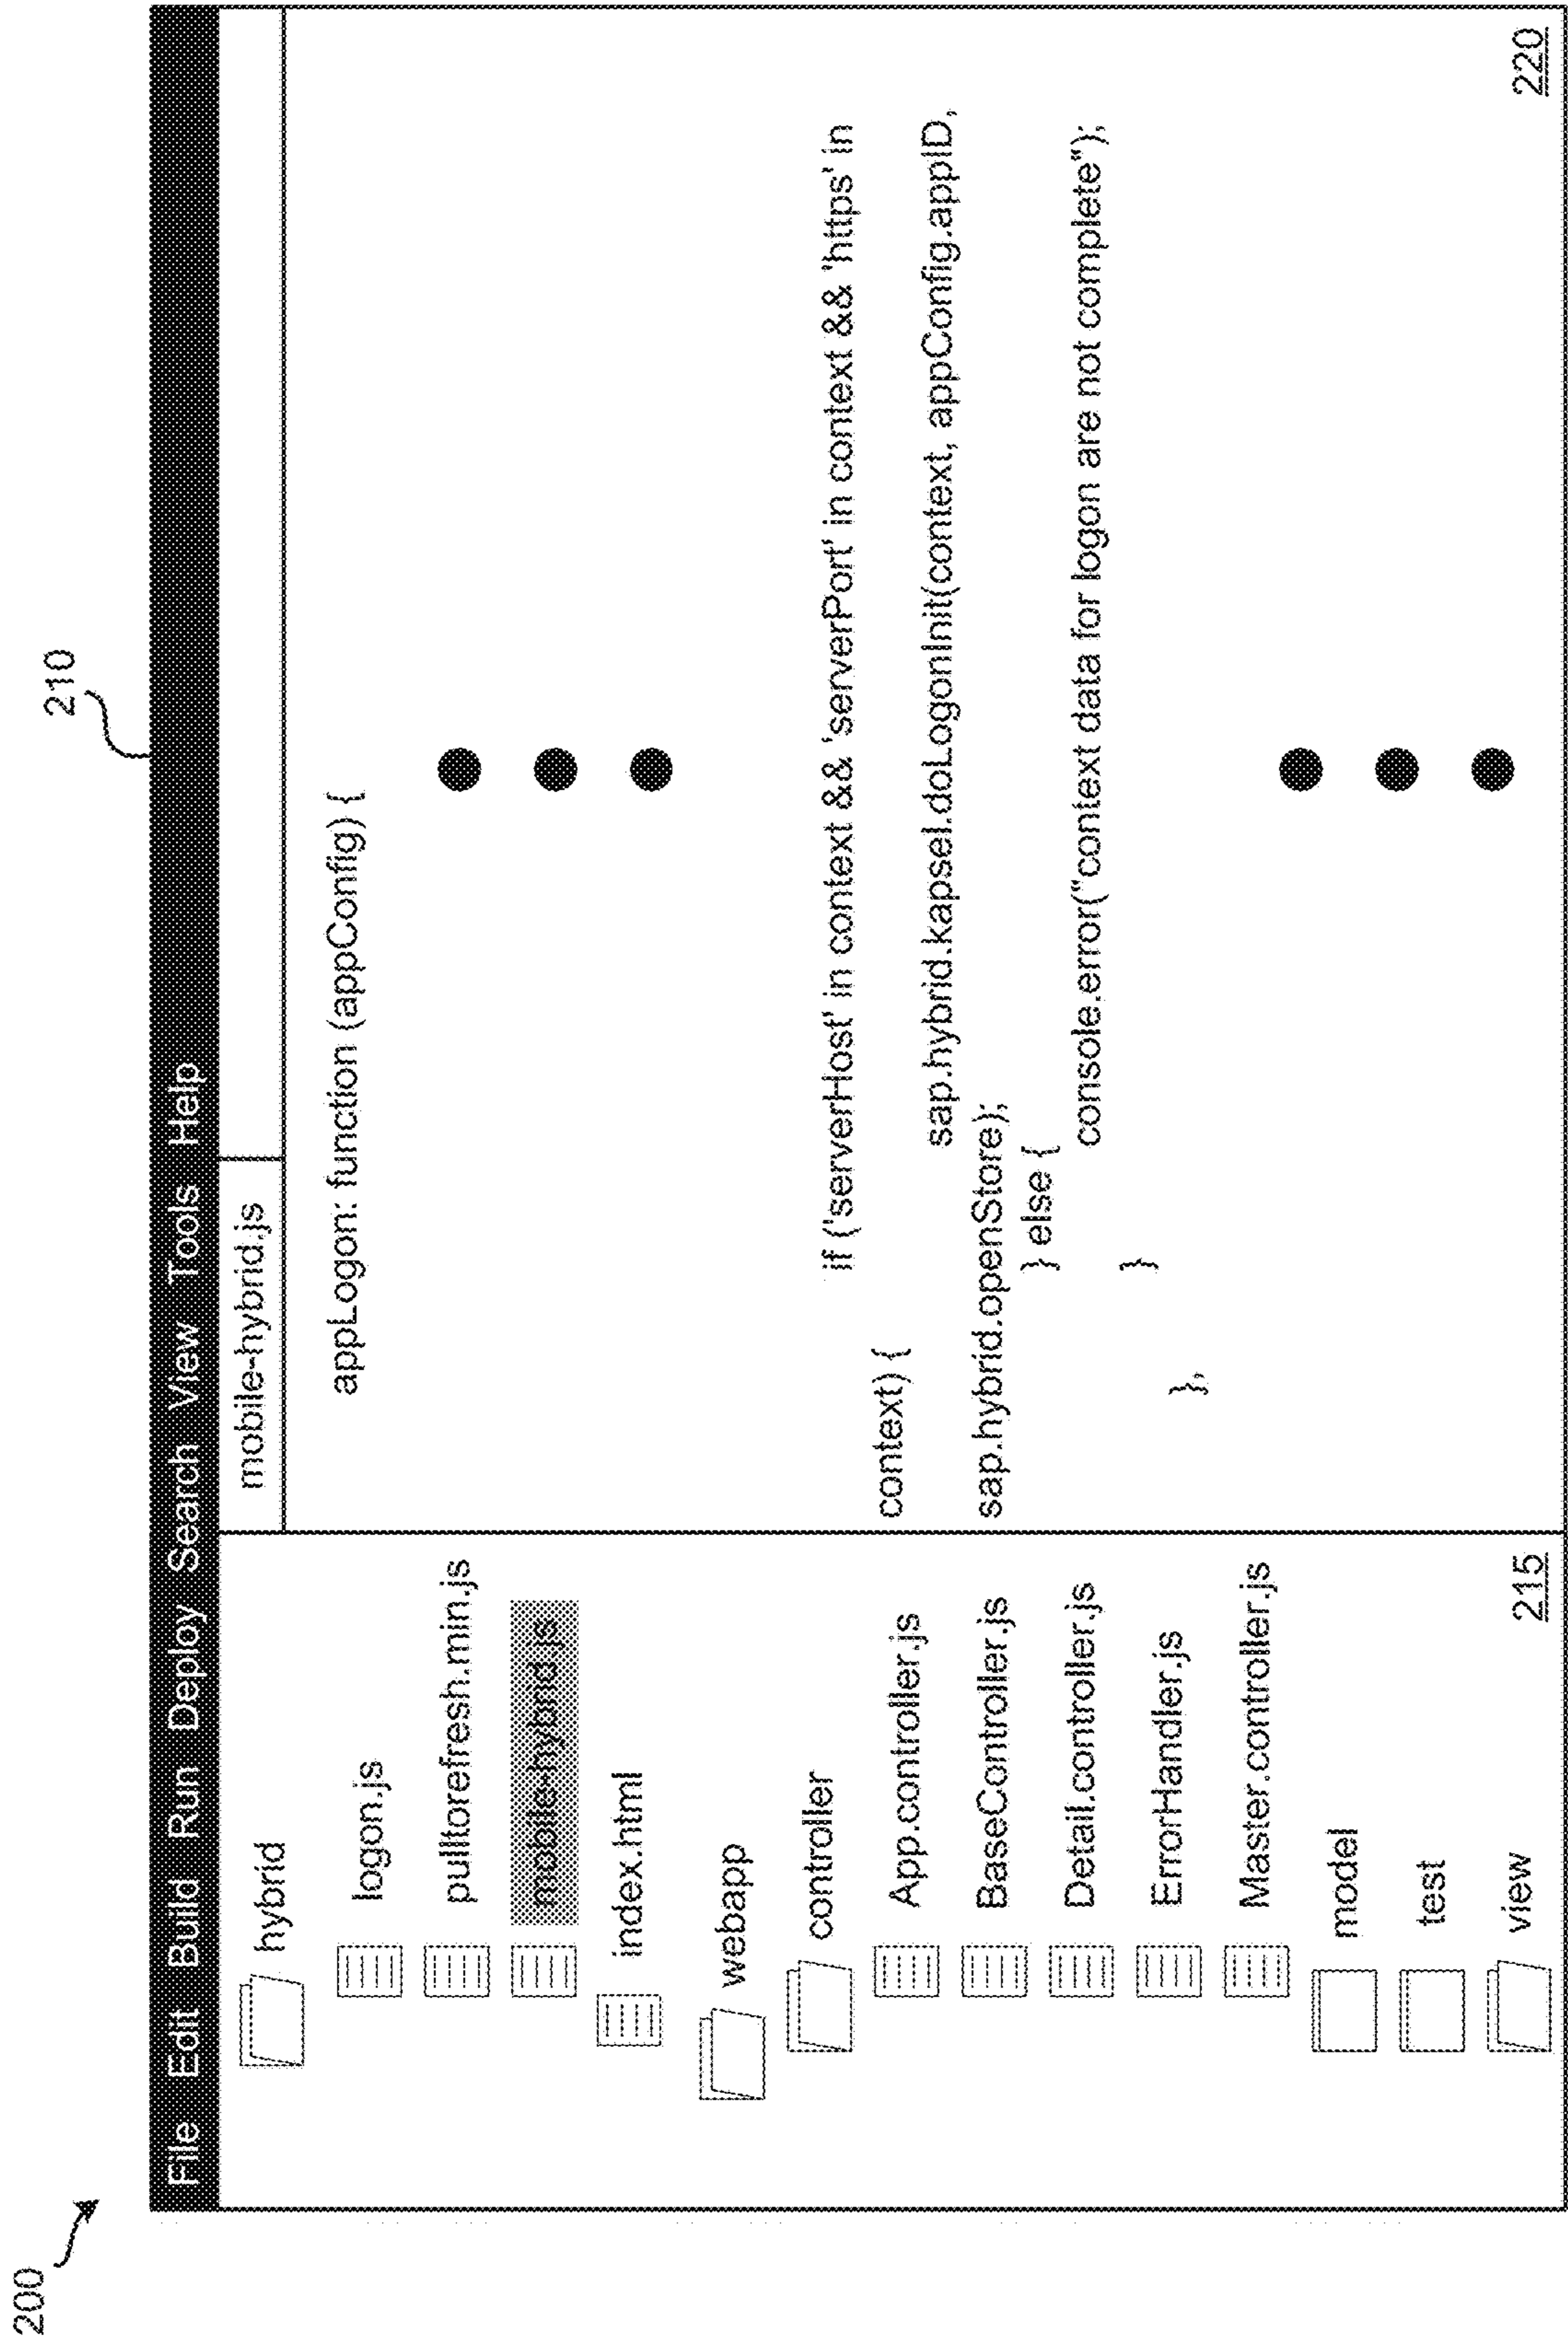 200
210
File Edit Build Run Deploy Search View Tools Help
hybrid
logon.js
pulltorefresh.min.js
mobile-hybrid.js
index.html
webapp
controller
App.controller.js
BaseController.js
Detail.controller.js
ErrorHandler.js
Master.controller.js
model
test
view
215
mobile-hybrid.js
appLogon: function (appConfig) {
if ('serverHost' in context && 'serverPort' in context && 'https' in
context) {
sap.hybrid.kapsel.doLogonInit(context, appConfig.appID,
sap.hybrid.openStore);
} else {
console.error("context data for logon are not complete");
}
},
220